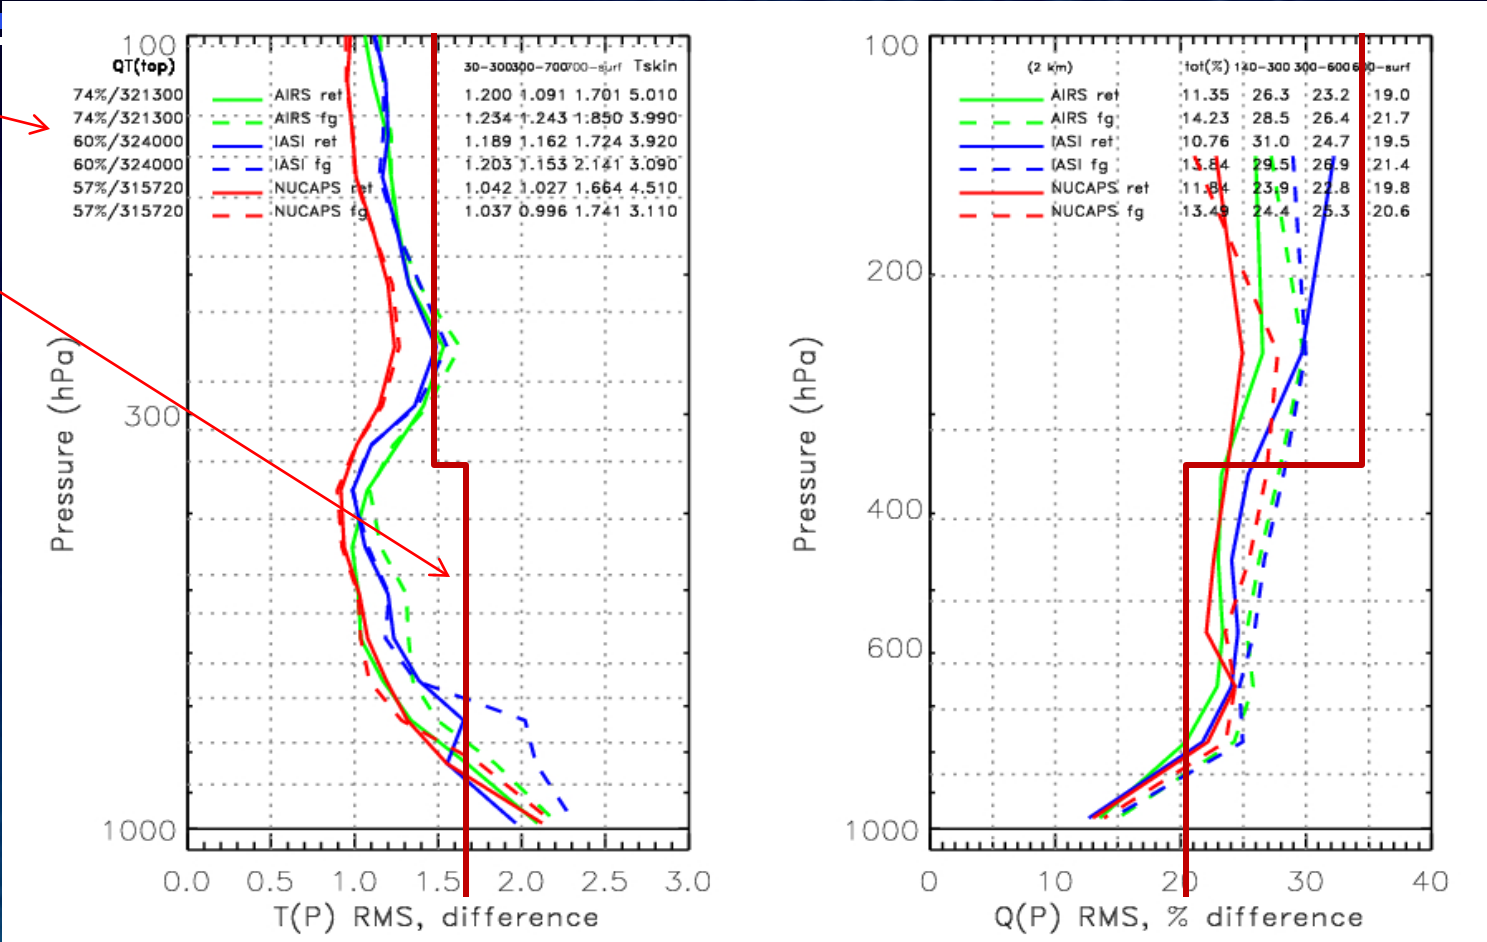 100
QT(top) 30-300 300-700 700-surf Tskin
74%/321300 AIRS ret 1.200 1.091 1.701 5.010
74%/321300 AIRS fg 1.234 1.243 1.850 3.990
60%/324000 IASI ret 1.189 1.162 1.724 3.920
60%/324000 IASI fg 1.203 1.153 2.141 3.090
57%/315720 NUCAPS ret 1.042 1.027 1.664 4.510
57%/315720 NUCAPS fg 1.037 0.996 1.741 3.110
300
1000
Pressure (hPa)
0.0 0.5 1.0 1.5 2.0 2.5 3.0
T(P) RMS, difference
100
(2 km) tot(%) 140-300 300-600 600-surf
AIRS ret 11.35 26.3 23.2 19.0
AIRS fg 14.23 28.5 26.4 21.7
IASI ret 10.76 31.0 24.7 19.5
IASI fg 13.84 29.5 26.9 21.4
NUCAPS ret 11.84 23.9 22.8 19.8
NUCAPS fg 13.49 24.4 25.3 20.6
200
300
400
600
1000
Pressure (hPa)
0 10 20 30 40
Q(P) RMS, % difference